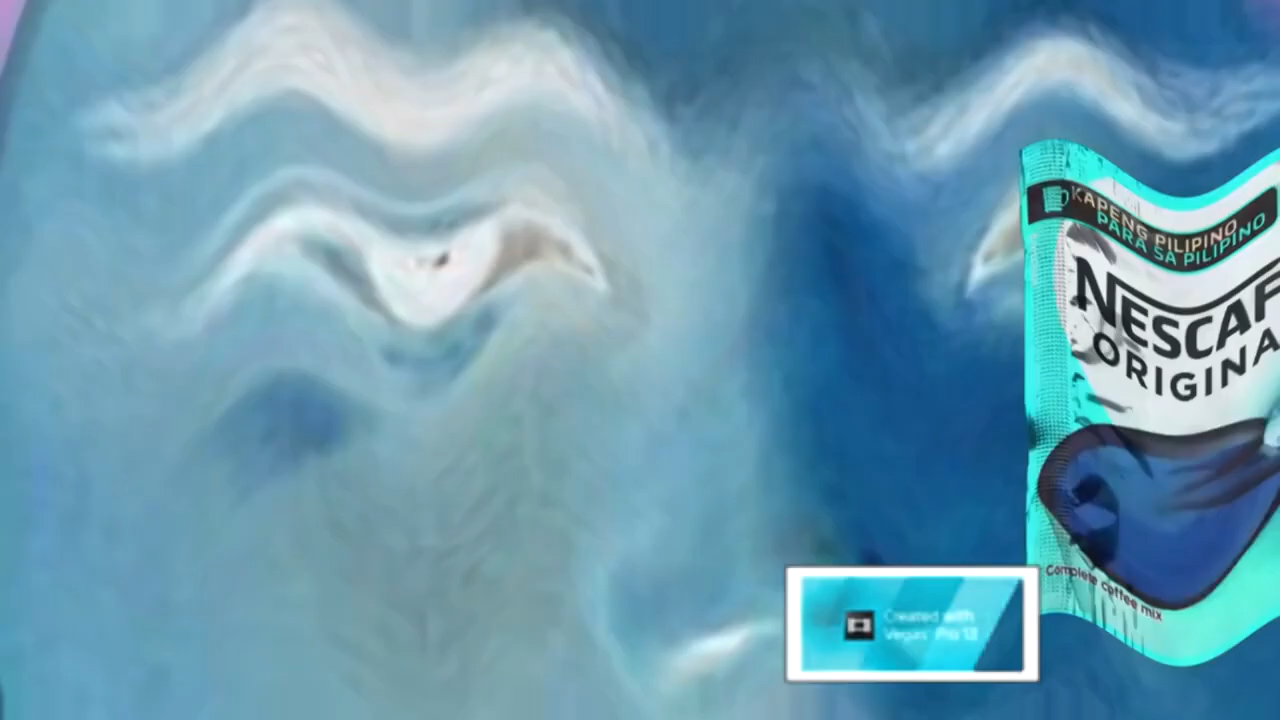 KAPENG PILIPINO
PARA SA PILIPINO
NESCAF
ORIGINA
Complete coffee mix
Created with
Vegas Pro 13